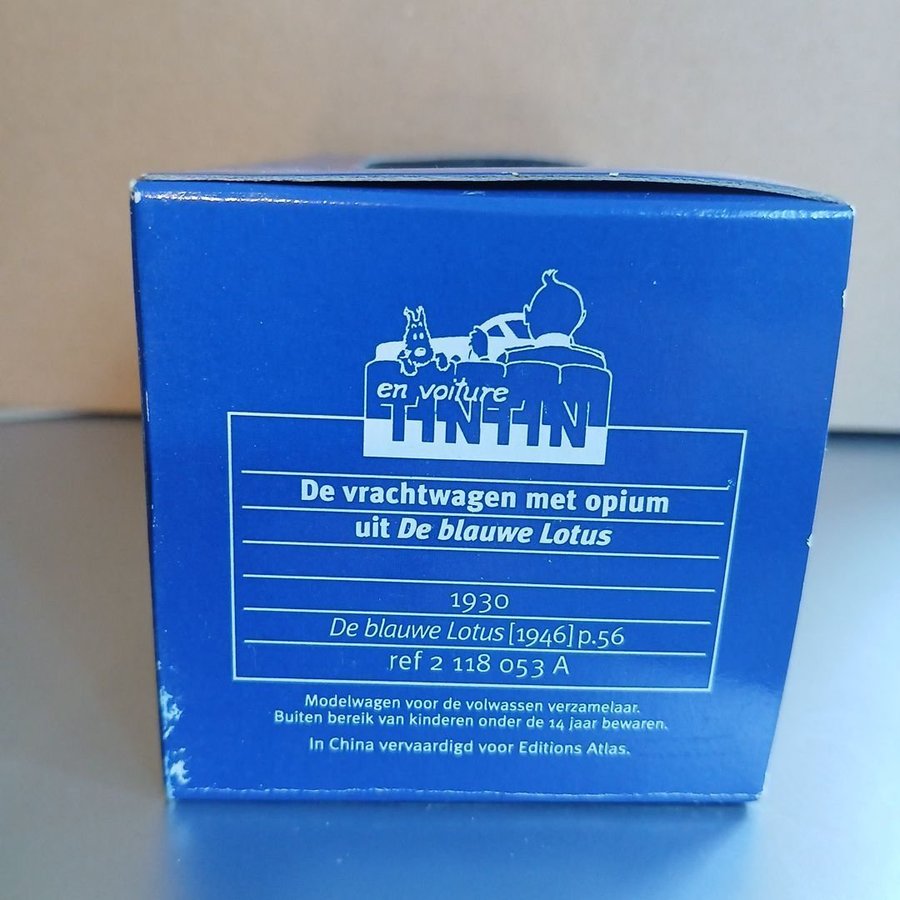 en voiture
TINTIN
De vrachtwagen met opium
uit De blauwe Lotus
1930
De blauwe Lotus [1946] p.56
ref 2 118 053 A
Modelwagen voor de volwassen verzamelaar.
Buiten bereik van kinderen onder de 14 jaar bewaren.
In China vervaardigd voor Editions Atlas.